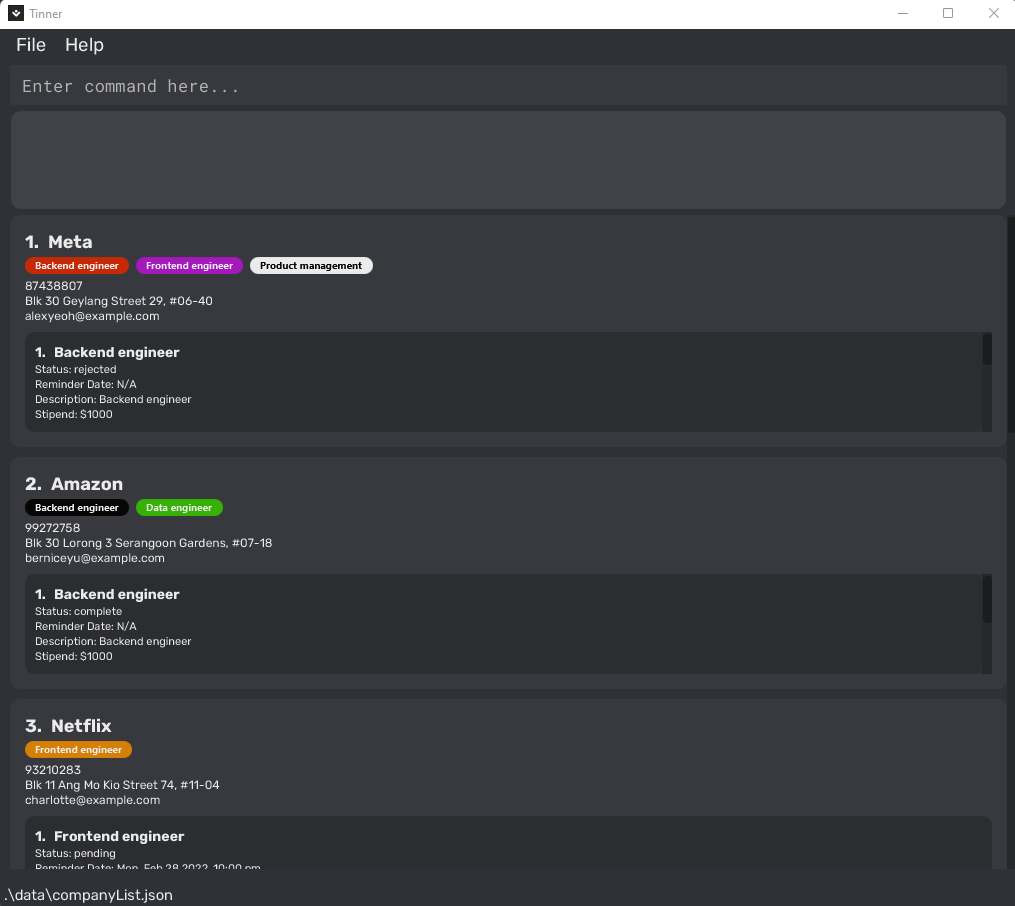 Tinner
File Help
Enter command here...
1. Meta
Backend engineer Frontend engineer Product management
87438807
Blk 30 Geylang Street 29, #06-40
alexyeoh@example.com
1. Backend engineer
Status: rejected
Reminder Date: N/A
Description: Backend engineer
Stipend: $1000
2. Amazon
Backend engineer Data engineer
99272758
Blk 30 Lorong 3 Serangoon Gardens, #07-18
berniceyu@example.com
1. Backend engineer
Status: complete
Reminder Date: N/A
Description: Backend engineer
Stipend: $1000
3. Netflix
Frontend engineer
93210283
Blk 11 Ang Mo Kio Street 74, #11-04
charlotte@example.com
1. Frontend engineer
Status: pending
Reminder Date: Mon, Feb 28 2022, 10:00 pm
.\data\companyList.json